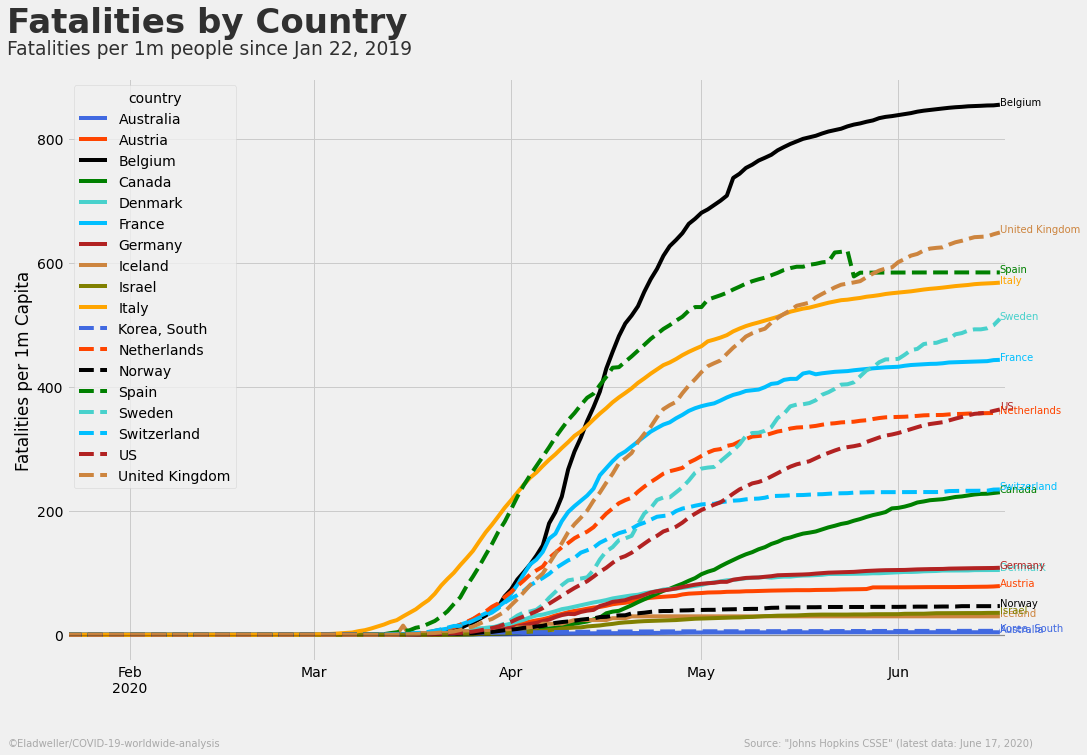 Fatalities by Country
Fatalities per 1m people since Jan 22, 2019
country
Australia
Austria
Belgium
Canada
Denmark
France
Germany
Iceland
Israel
Italy
Korea, South
Netherlands
Norway
Spain
Sweden
Switzerland
US
United Kingdom
Fatalities per 1m Capita
800
600
400
200
0
Belgium
United Kingdom
Spain
Italy
Sweden
France
US
Netherlands
Switzerland
Canada
Germany
Denmark
Austria
Norway
Israel
Iceland
Korea, South
Australia
Feb
2020
Mar
Apr
May
Jun
©Eladweller/COVID-19-worldwide-analysis
Source: "Johns Hopkins CSSE" (latest data: June 17, 2020)